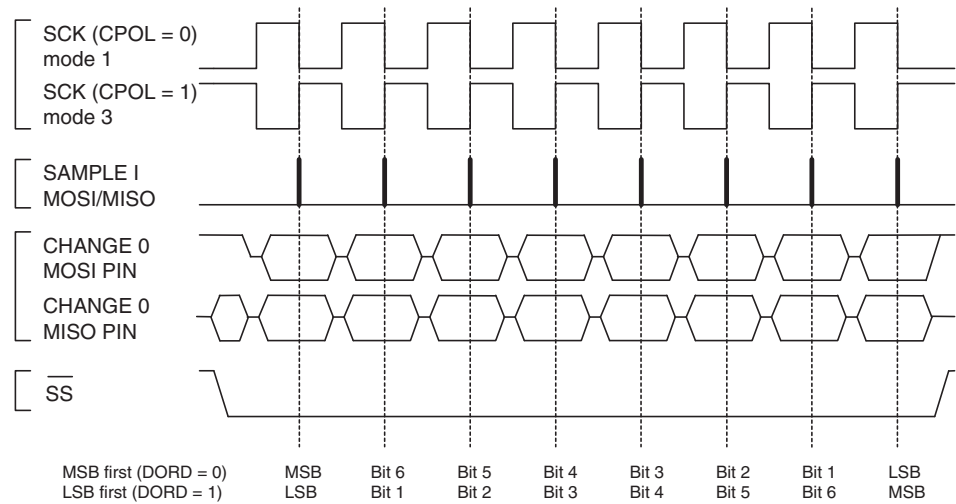 SCK (CPOL = 0)
mode 1
SCK (CPOL = 1)
mode 3
SAMPLE I
MOSI/MISO
CHANGE 0
MOSI PIN
CHANGE 0
MISO PIN
SS
MSB first (DORD = 0) MSB Bit 6 Bit 5 Bit 4 Bit 3 Bit 2 Bit 1 LSB
LSB first (DORD = 1) LSB Bit 1 Bit 2 Bit 3 Bit 4 Bit 5 Bit 6 MSB